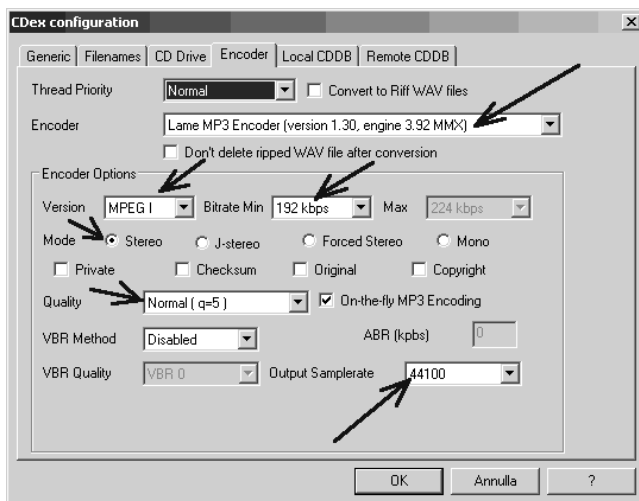 CDex configuration
Generic Filenames CD Drive Encoder Local CDDB Remote CDDB
Thread Priority Normal Convert to Riff WAV files
Encoder Lame MP3 Encoder (version 1.30, engine 3.92 MMX)
Don't delete ripped WAV file after conversion
Encoder Options
Version MPEG I Bitrate Min 192 kbps Max 224 kbps
Mode Stereo J-stereo Forced Stereo Mono
Private Checksum Original Copyright
Quality Normal ( q=5 ) On-the-fly MP3 Encoding
VBR Method Disabled ABR (kpbs) 0
VBR Quality VBR 0 Output Samplerate 44100
OK Annulla ?